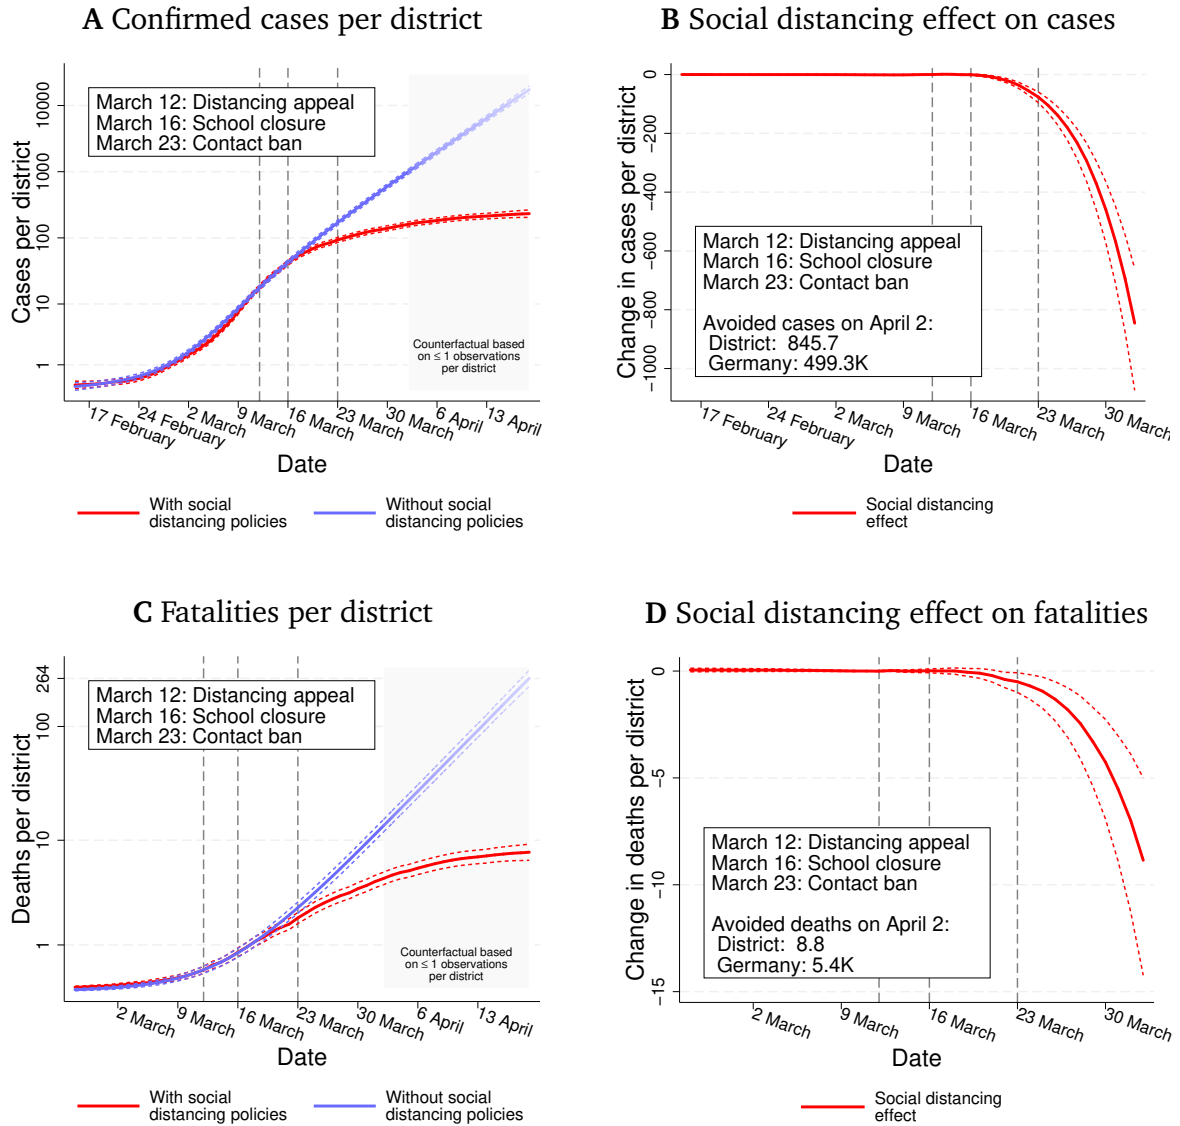 A Confirmed cases per district
Cases per district
10000
1000
100
10
1
March 12: Distancing appeal
March 16: School closure
March 23: Contact ban
Counterfactual based
on ≤ 1 observations
per district
17 February
24 February
2 March
9 March
16 March
23 March
30 March
6 April
13 April
Date
With social
distancing policies
Without social
distancing policies
B Social distancing effect on cases
Change in cases per district
0
−200
−400
−600
−800
−1000
March 12: Distancing appeal
March 16: School closure
March 23: Contact ban
Avoided cases on April 2:
District: 845.7
Germany: 499.3K
17 February
24 February
2 March
9 March
16 March
23 March
30 March
Date
Social distancing
effect
C Fatalities per district
Deaths per district
264
100
10
1
March 12: Distancing appeal
March 16: School closure
March 23: Contact ban
Counterfactual based
on ≤ 1 observations
per district
2 March
9 March
16 March
23 March
30 March
6 April
13 April
Date
With social
distancing policies
Without social
distancing policies
D Social distancing effect on fatalities
Change in deaths per district
0
−5
−10
−15
March 12: Distancing appeal
March 16: School closure
March 23: Contact ban
Avoided deaths on April 2:
District: 8.8
Germany: 5.4K
2 March
9 March
16 March
23 March
30 March
Date
Social distancing
effect